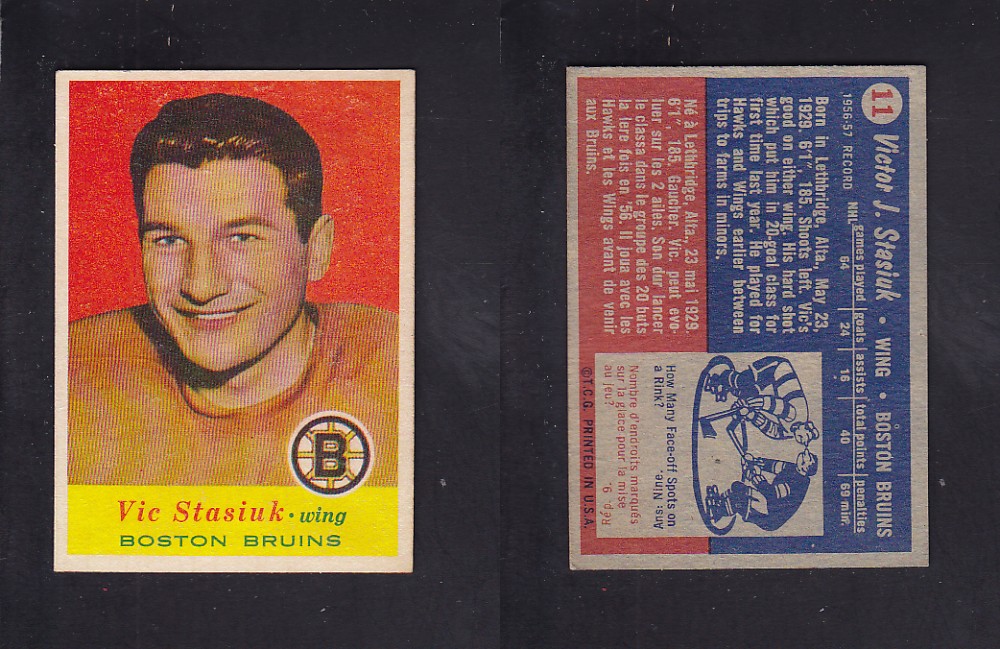 B
Vic Stasiuk • wing
BOSTON BRUINS
11 Victor J. Stasiuk • WING • BOSTON BRUINS
1956-57 RECORD NHL games played goals assists total points penalties
64 24 16 40 69 min.
Born in Lethbridge, Alta., May 23,
1929. 6'1", 185. Shoots left. Vic's
good on either wing. His hard shot
which put him in 20-goal class for
first time last year. He played for
Hawks and Wings earlier between
trips to farms in minors.
Né à Lethbridge, Alta., 23 mai 1929.
6'1", 185. Gaucher. Vic. peut evo-
luer sur les 2 ailes. Son dur lancer
le classa dans le groupe des 20 buts
la lere fois en '56. Il joua avec les
Hawks et les Wings avant de venir
aux Bruins.
How Many Face-off Spots on
a Rink? Ans. Nine.
Nombre d'endroits marqués
sur la glace pour la mise
au jeu? Rép. 9.
© T.C.G. PRINTED IN U.S.A.